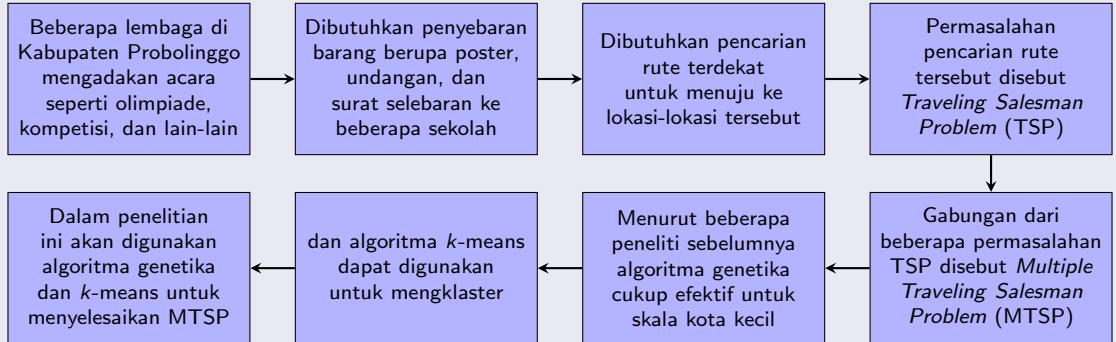 Beberapa lembaga di
Kabupaten Probolinggo
mengadakan acara
seperti olimpiade,
kompetisi, dan lain-lain
Dibutuhkan penyebaran
barang berupa poster,
undangan, dan
surat selebaran ke
beberapa sekolah
Dibutuhkan pencarian
rute terdekat
untuk menuju ke
lokasi-lokasi tersebut
Permasalahan
pencarian rute
tersebut disebut
Traveling Salesman
Problem (TSP)
Gabungan dari
beberapa permasalahan
TSP disebut Multiple
Traveling Salesman
Problem (MTSP)
Menurut beberapa
peneliti sebelumnya
algoritma genetika
cukup efektif untuk
skala kota kecil
dan algoritma k-means
dapat digunakan
untuk mengklaster
Dalam penelitian
ini akan digunakan
algoritma genetika
dan k-means untuk
menyelesaikan MTSP